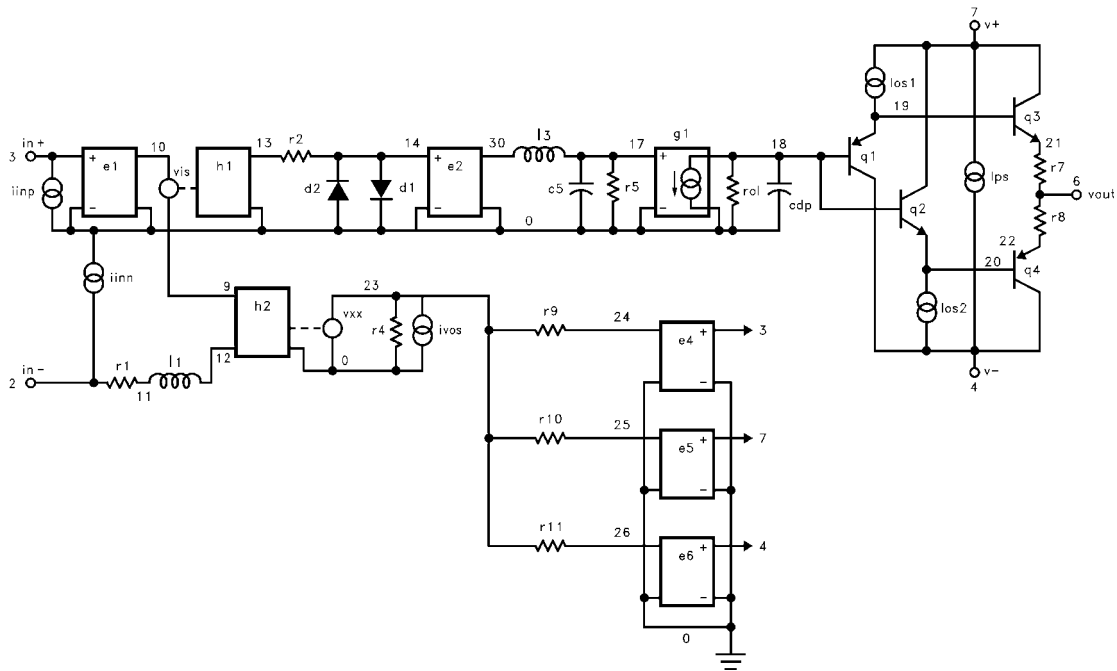 7
v+
Ios1
19
q3
in+
3
iinp
+
e1
−
10
vis
h1
13
r2
d2
d1
14
+
e2
−
30
l3
c5
r5
17
+
g1
−
rol
18
cdp
q1
q2
Ips
21
r7
6
vout
r8
22
20
q4
Ios2
v−
4
0
iinn
9
h2
12
vxx
23
r4
ivos
0
in−
2
r1
11
l1
r9
24
+
e4
+
−
3
r10
25
+
e5
+
−
7
r11
26
e6
+
−
4
0